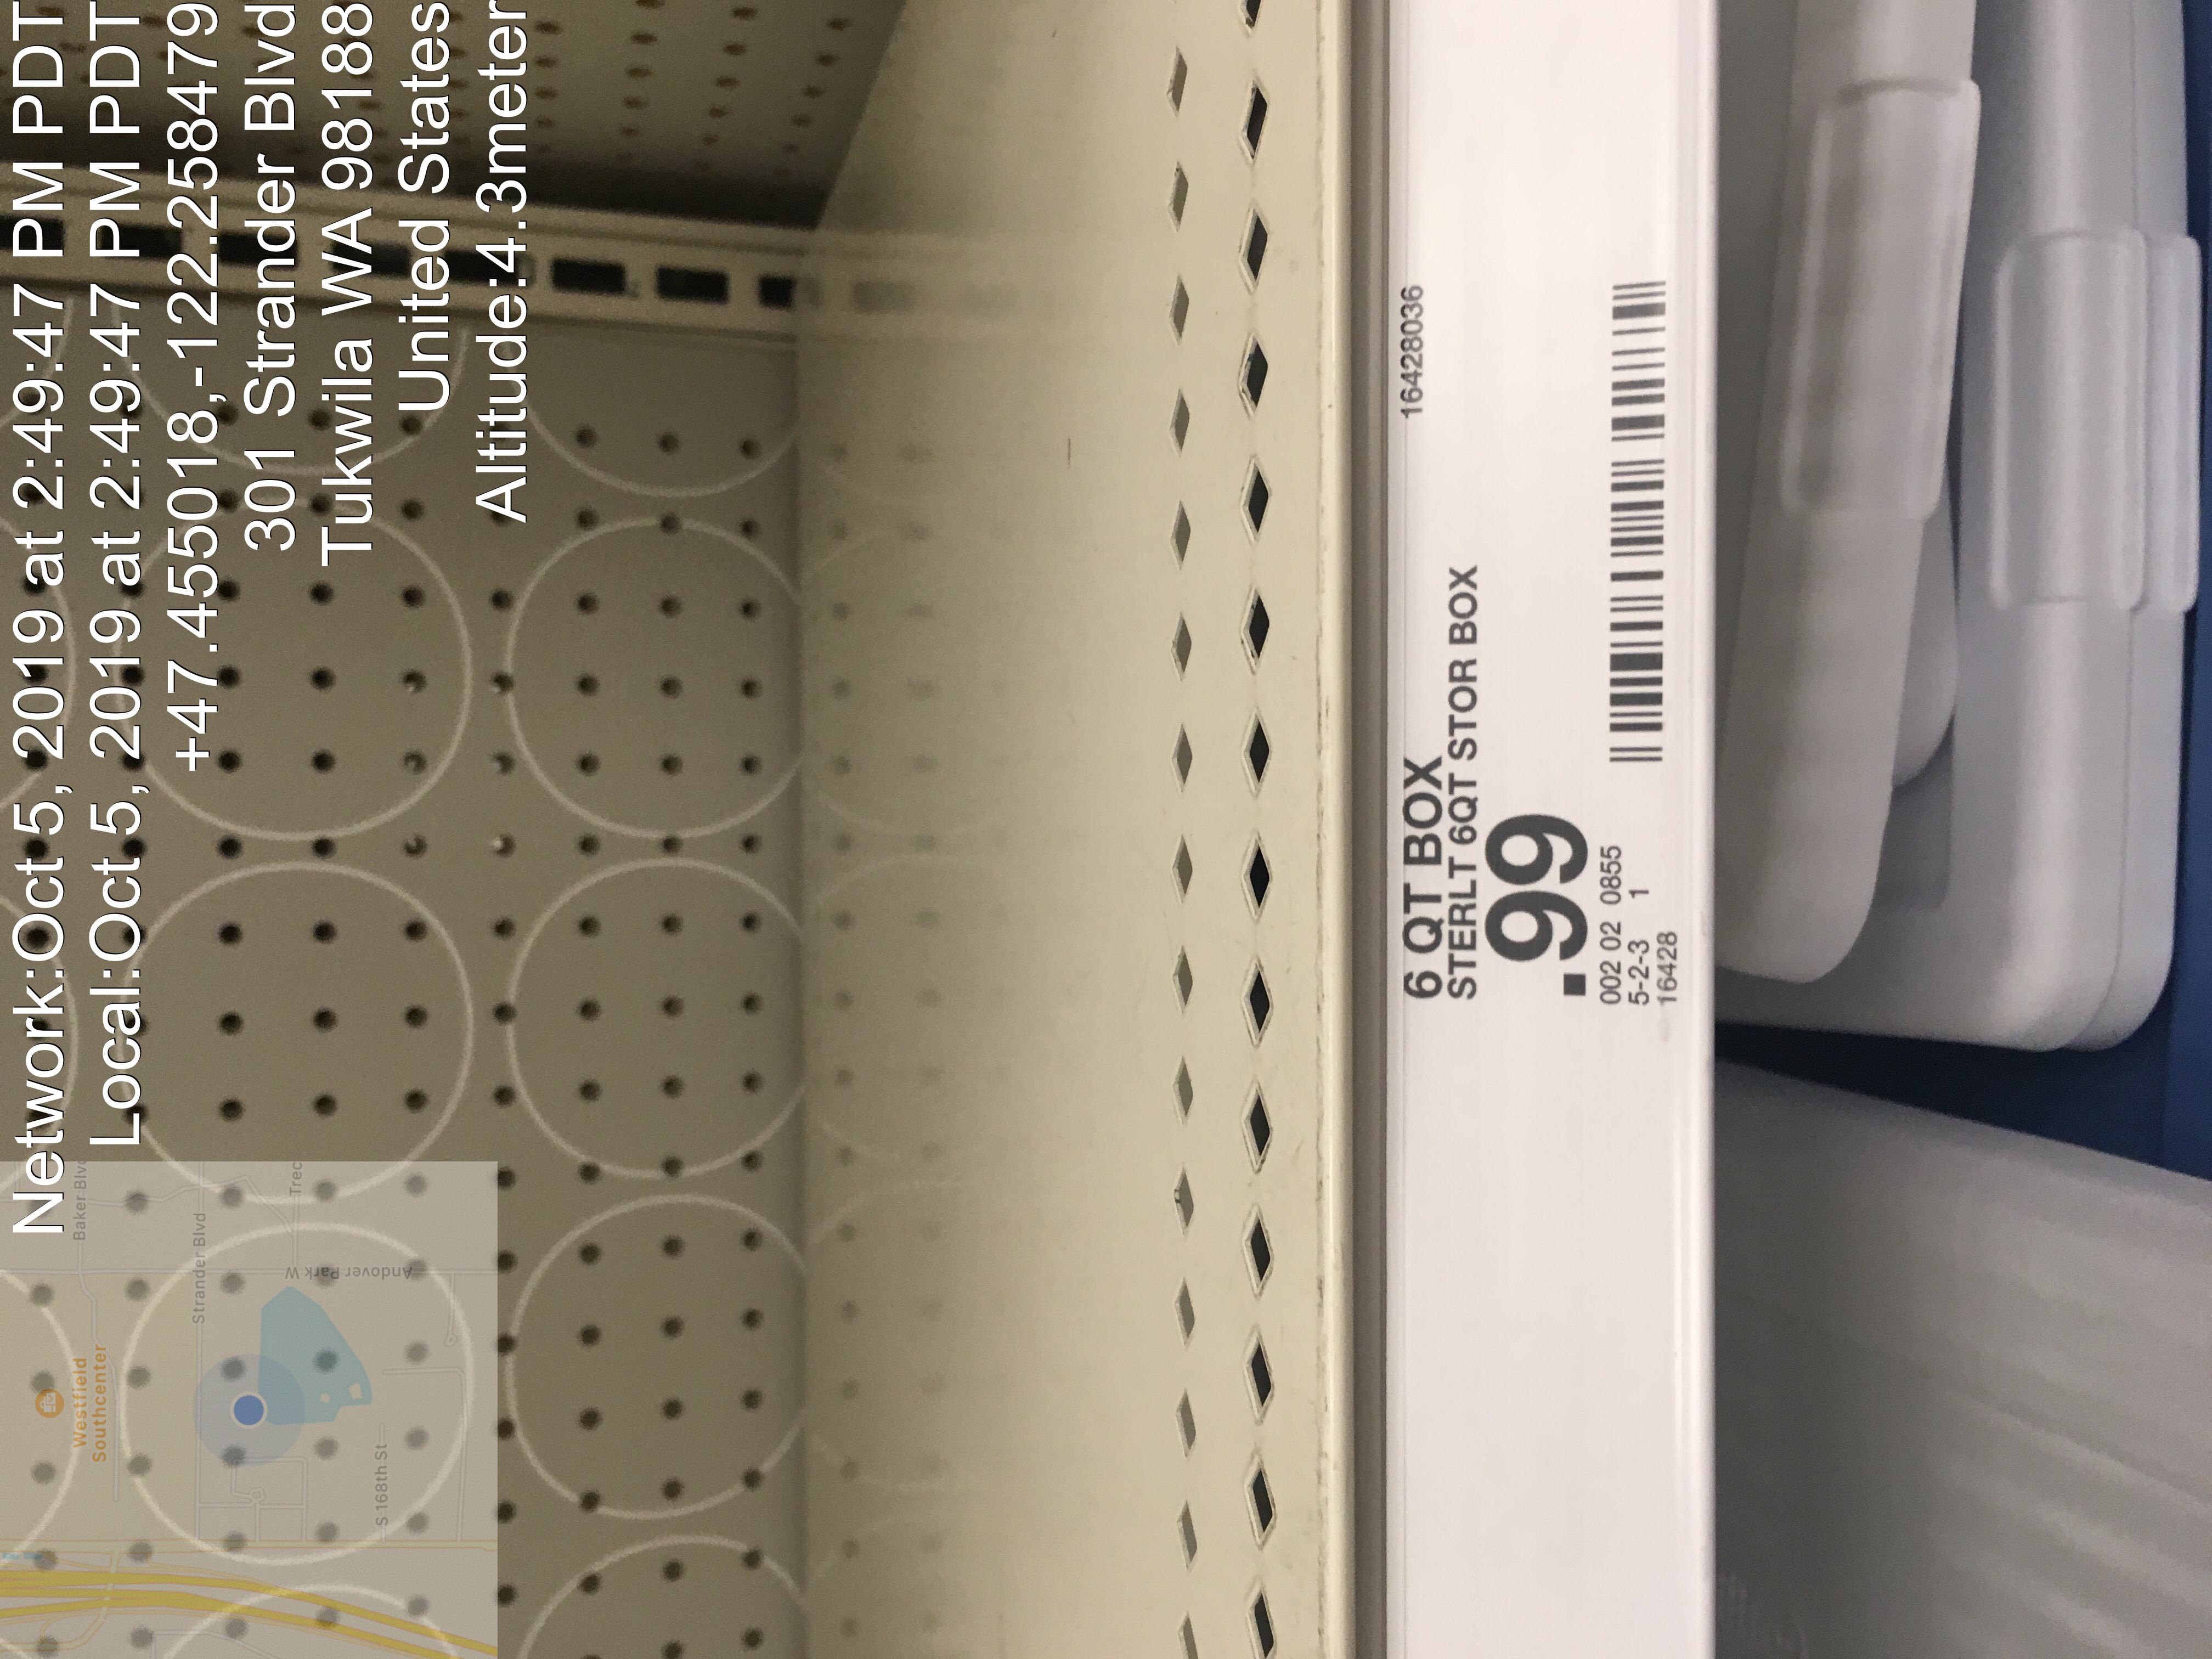 Network:Oct 5, 2019 at 2:49:47 PM PDT
Local:Oct 5, 2019 at 2:49:47 PM PDT
+47.455018,-122.258479
301 Strander Blvd
Tukwila WA 98188
United States
Altitude:4.3meter
Westfield
Southcenter
Baker Blvd
Strander Blvd
Trec
Andover Park W
S 168th St
6 QT BOX
16428036
STERLT 6QT STOR BOX
.99
002 02 0855
5-2-3 1
16428